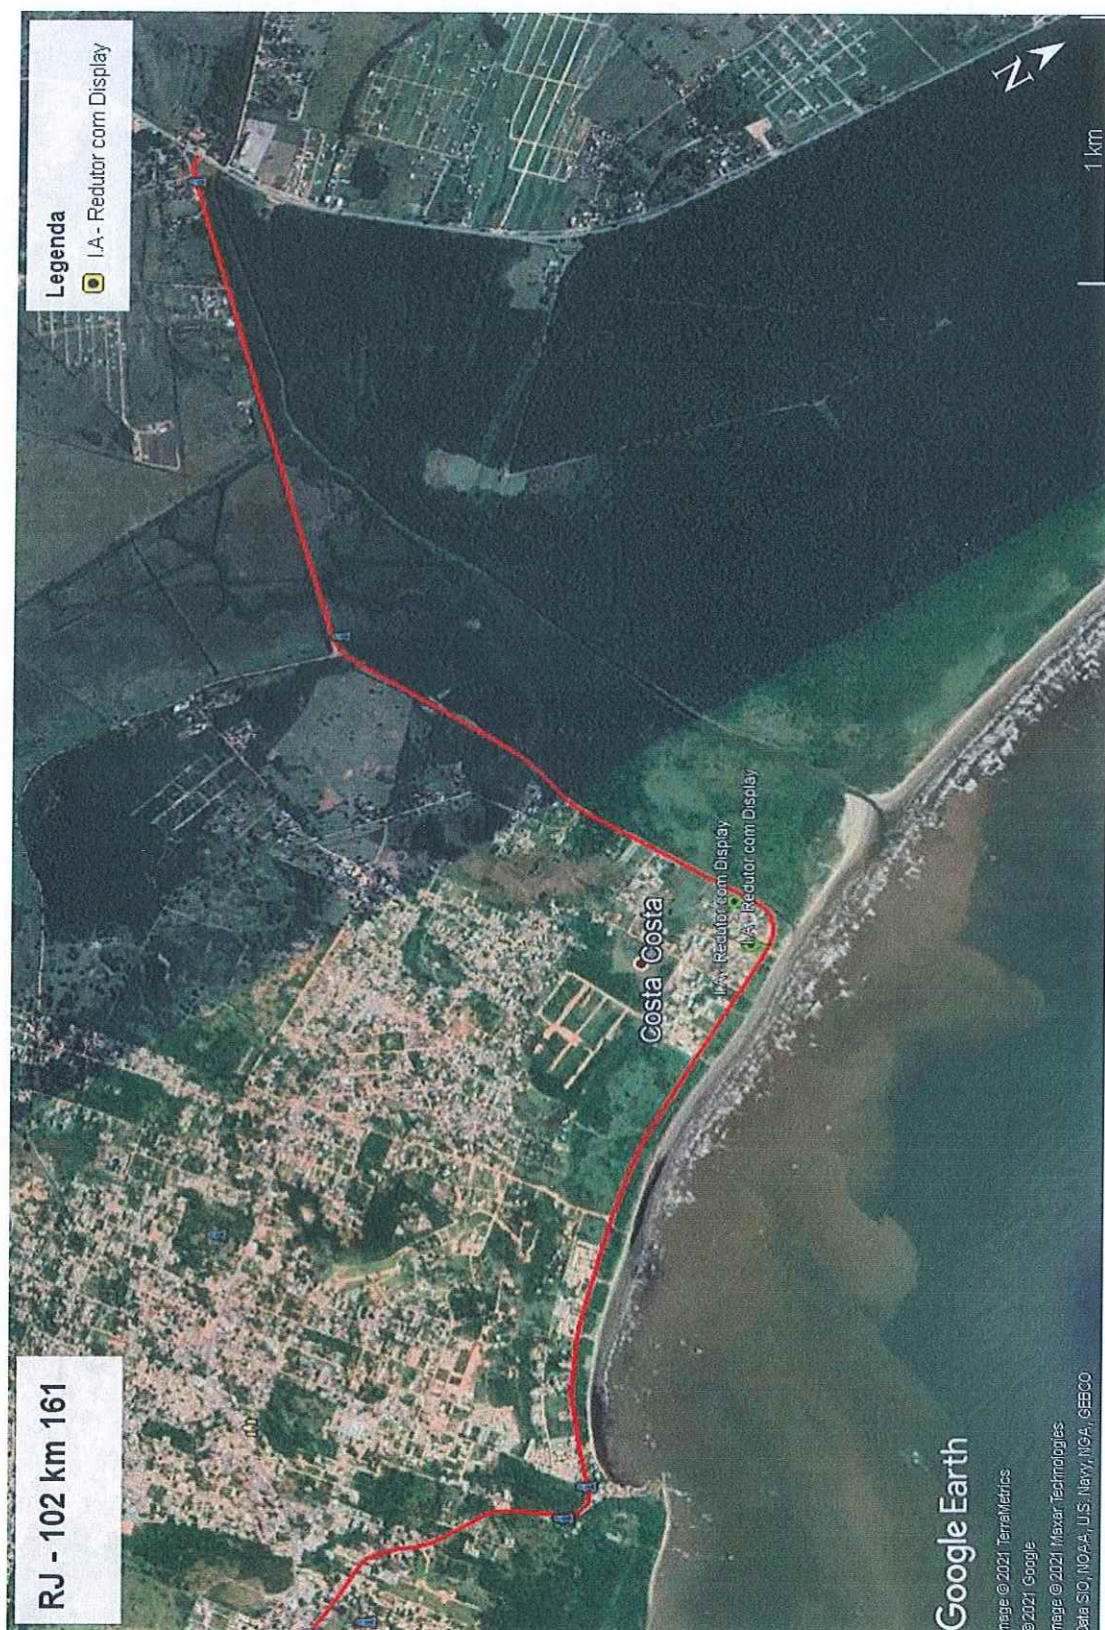 RJ - 102 km 161
Legenda
I.A - Redutor com Display
Costa Costa
I.A - Redutor com Display
I.A - Redutor com Display
N
1 km
Google Earth
Image © 2021 TerraMetrics
© 2021 Google
Image © 2021 Maxar Technologies
Data SIO, NOAA, U.S. Navy, NGA, GEBCO